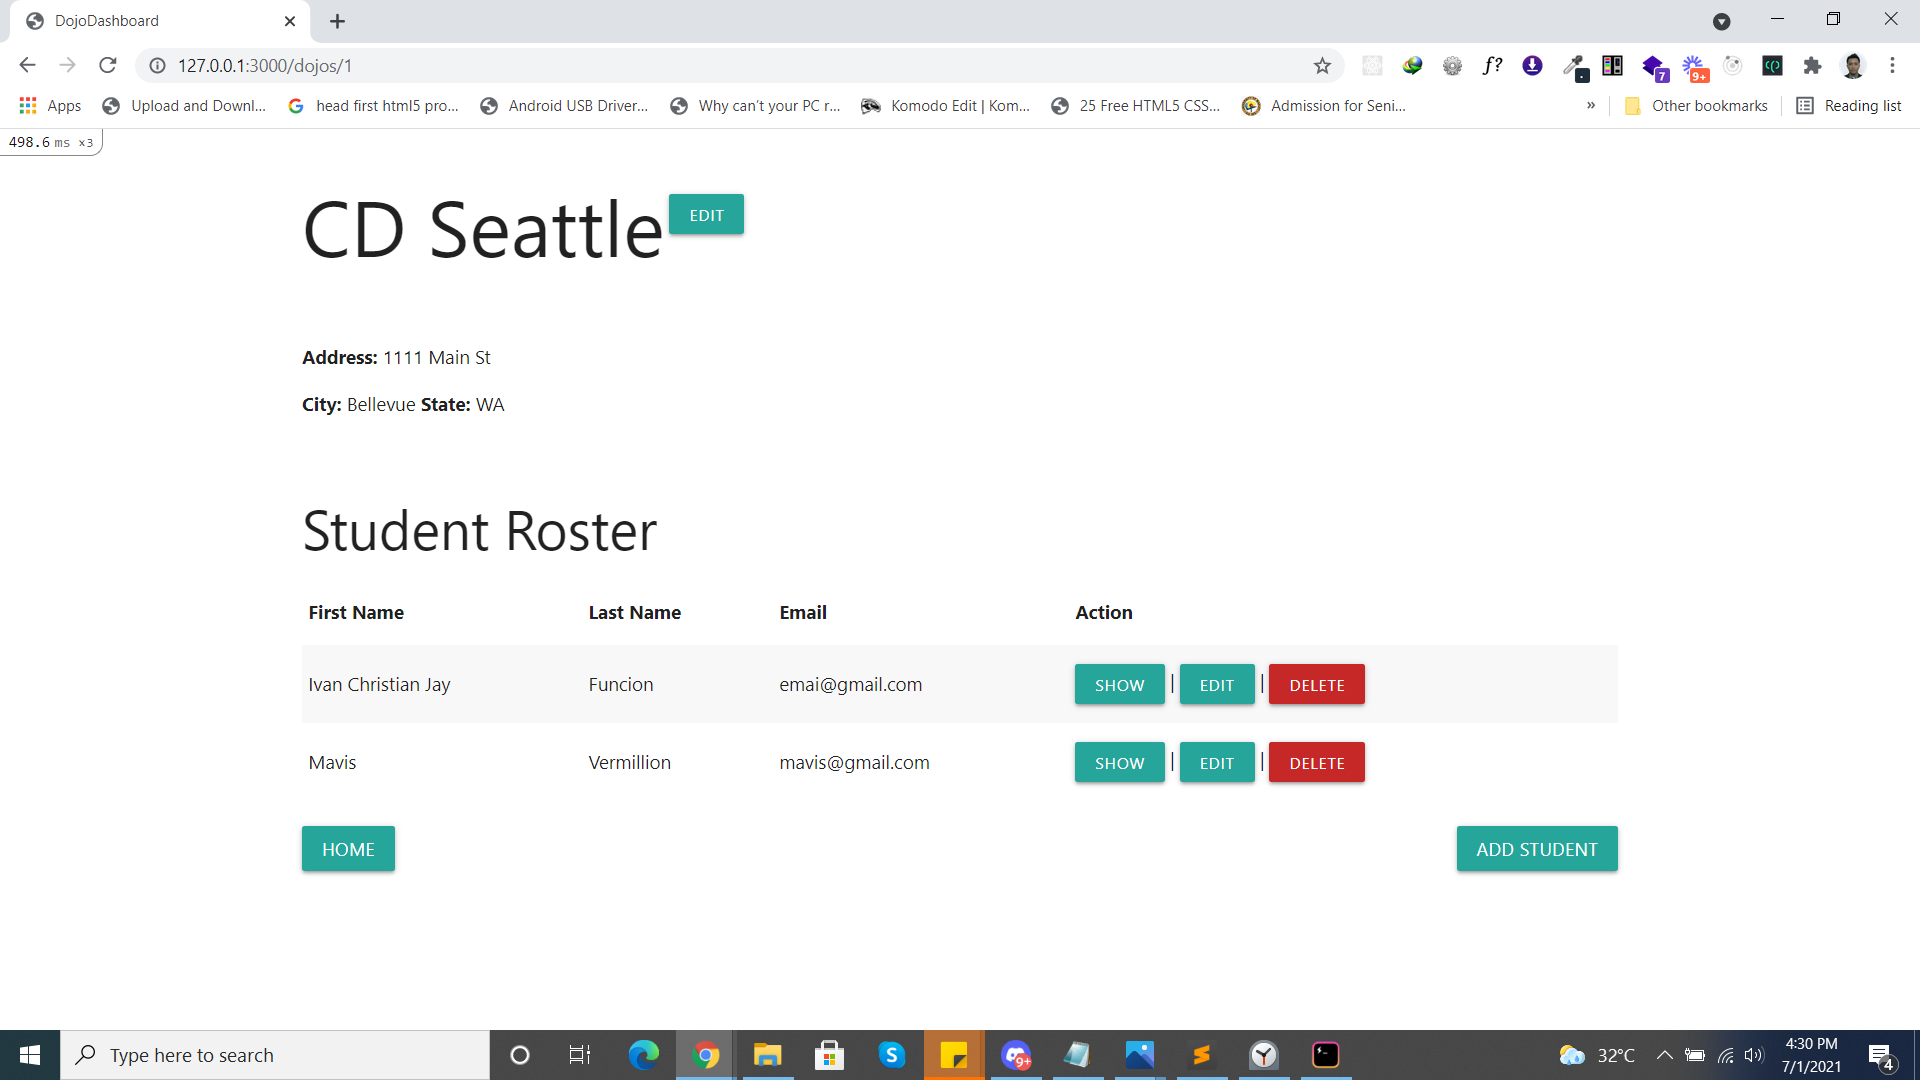 DojoDashboard
127.0.0.1:3000/dojos/1
f?
7
9+
Apps
Upload and Downl...
head first html5 pro...
Android USB Driver...
Why can't your PC r...
Komodo Edit | Kom...
25 Free HTML5 CSS...
Admission for Seni...
»
Other bookmarks
Reading list
498.6 ms x3
CD Seattle EDIT
Address: 1111 Main St
City: Bellevue State: WA
Student Roster
First Name Last Name Email Action
Ivan Christian Jay Funcion emai@gmail.com SHOW | EDIT | DELETE
Mavis Vermillion mavis@gmail.com SHOW | EDIT | DELETE
HOME ADD STUDENT
Type here to search
9+
32°C
4:30 PM
7/1/2021
4